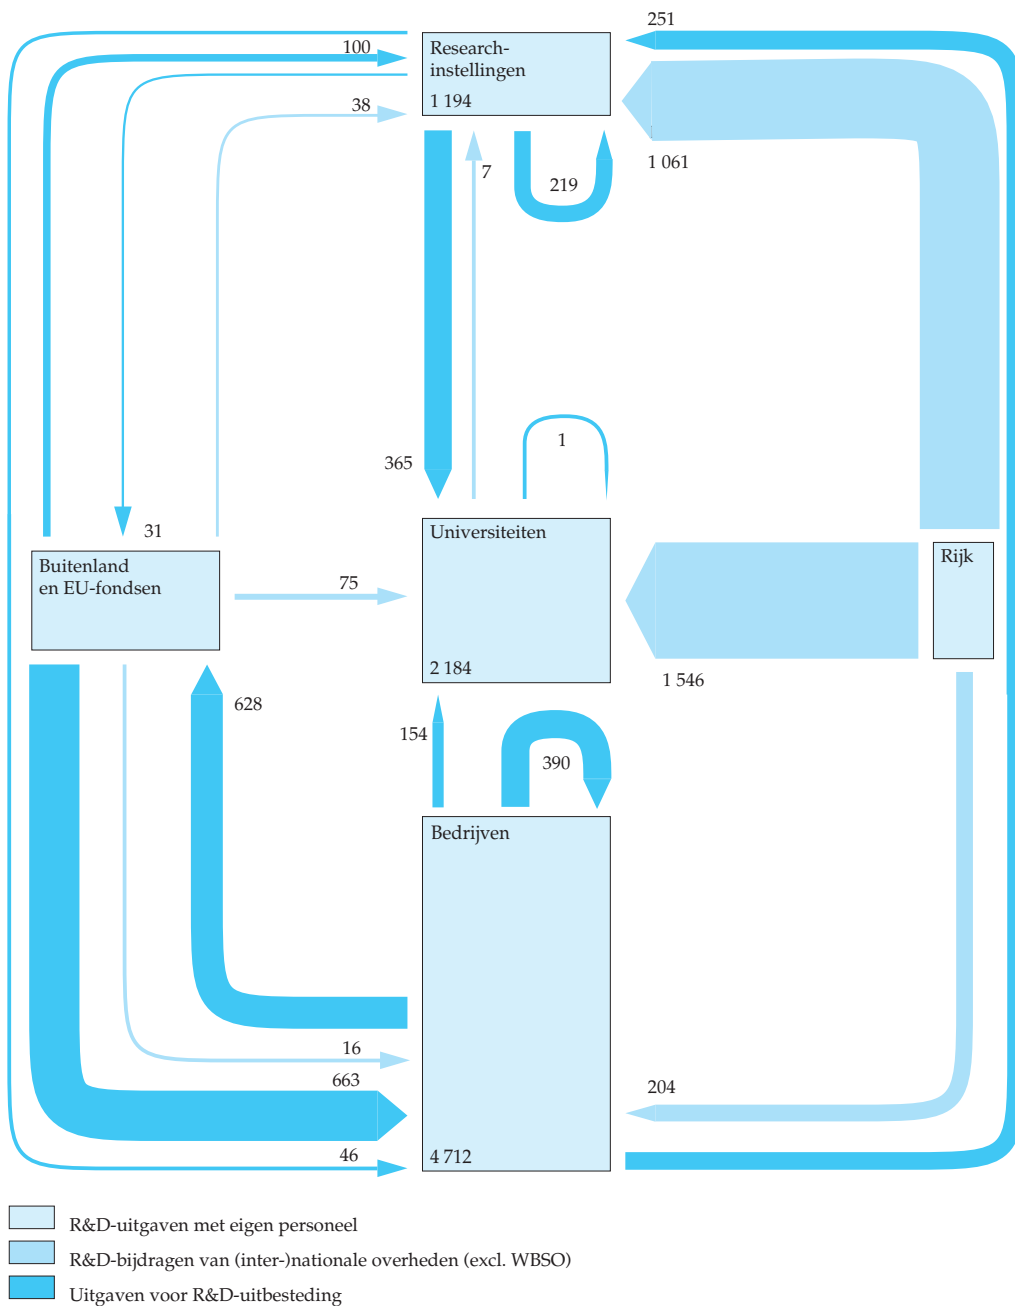 251
100
Research-
instellingen
1 194
38
1 061
7
219
365
1
31
Universiteiten
Buitenland
en EU-fondsen
Rijk
75
2 184
1 546
628
154
390
Bedrijven
16
663
204
46
4 712
R&D-uitgaven met eigen personeel
R&D-bijdragen van (inter-)nationale overheden (excl. WBSO)
Uitgaven voor R&D-uitbesteding